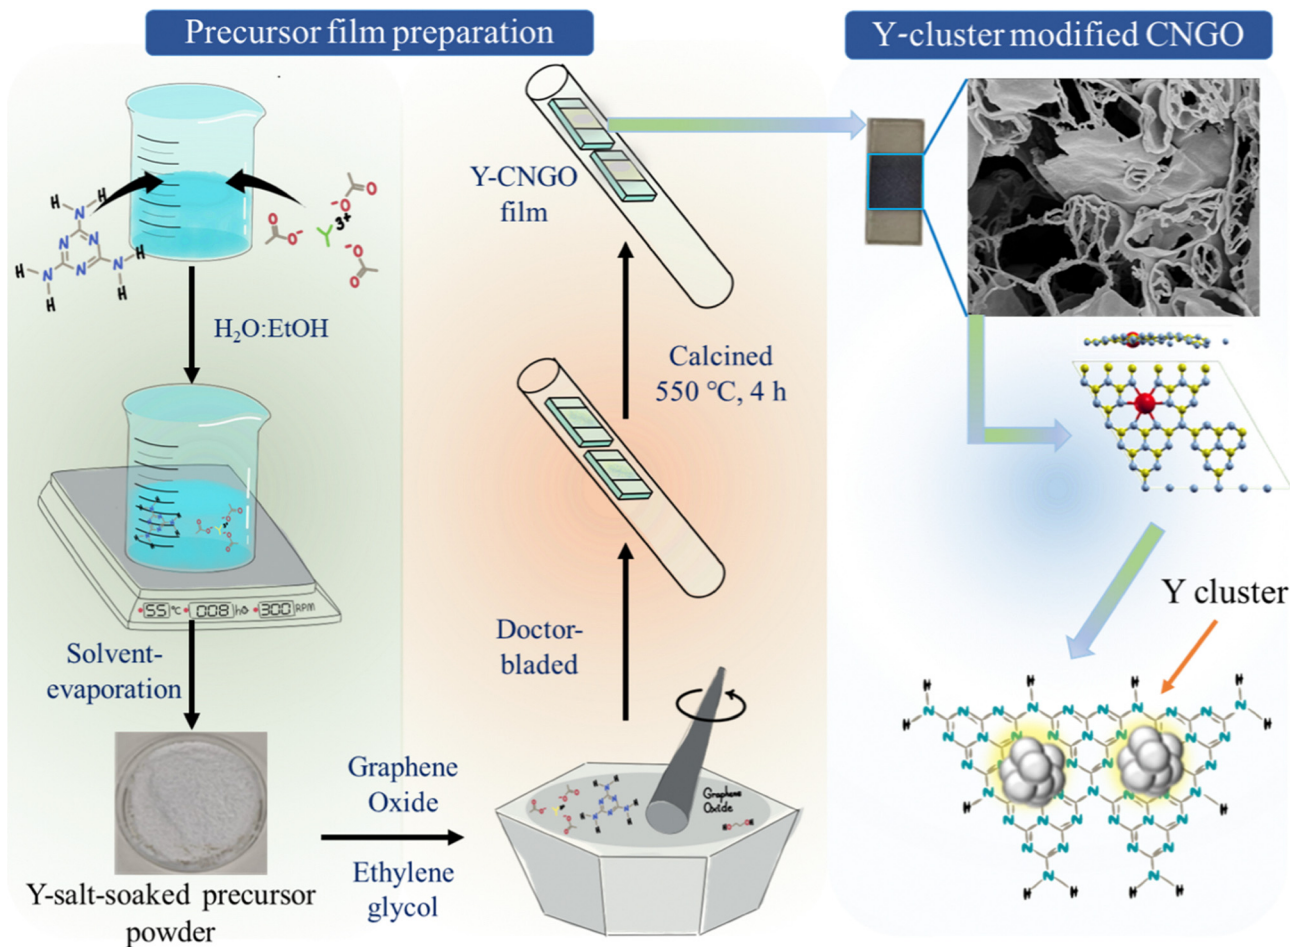 Precursor film preparation
Y-cluster modified CNGO
H
H
N
N
N
N
H
N
N
H
H
H
O
O⁻
⁻O
3+
Y
⁻O
O
O
H₂O:EtOH
55 °C 008 h 300 RPM
Solvent-
evaporation
Y-salt-soaked precursor
powder
Graphene
Oxide
Ethylene
glycol
Graphene
Oxide
Doctor-
bladed
Calcined
550 °C, 4 h
Y-CNGO
film
Y cluster